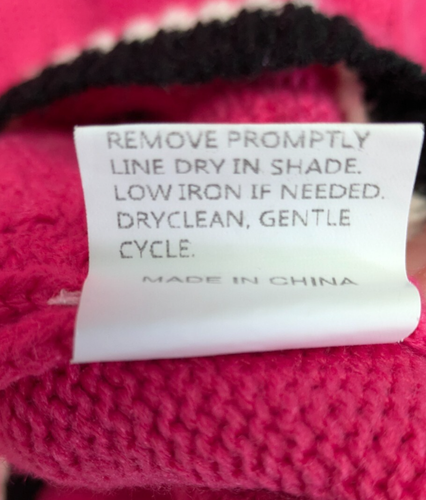 REMOVE PROMPTLY
LINE DRY IN SHADE.
LOW IRON IF NEEDED.
DRYCLEAN, GENTLE
CYCLE.
MADE IN CHINA